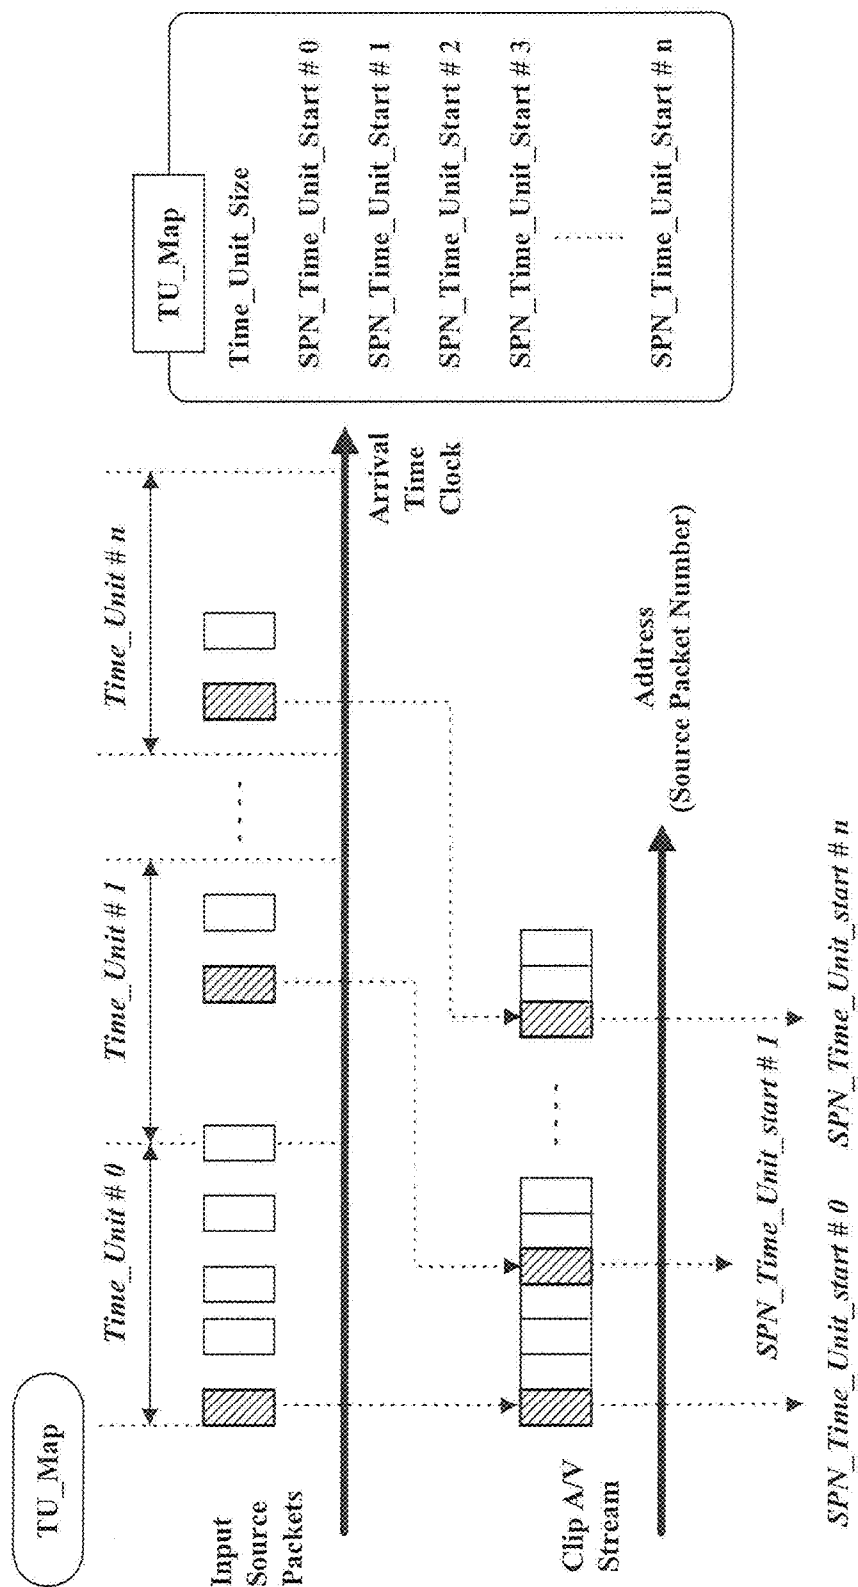 TU_Map
Time_Unit # 0
Time_Unit # 1
Time_Unit # n
Input
Source
Packets
Arrival
Time
Clock
Clip A/V
Stream
Address
(Source Packet Number)
SPN_Time_Unit_start # 1
SPN_Time_Unit_start # 0
SPN_Time_Unit_start # n
TU_Map
Time_Unit_Size
SPN_Time_Unit_Start # 0
SPN_Time_Unit_Start # 1
SPN_Time_Unit_Start # 2
SPN_Time_Unit_Start # 3
SPN_Time_Unit_Start # n